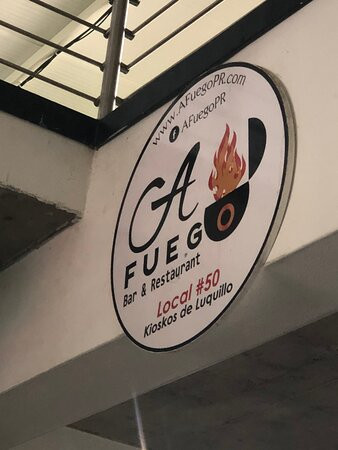 www.AFuegoPR.com
f AFuegoPR
A
FUEGO
Bar & Restaurant
Local #50
Kioskos de Luquillo